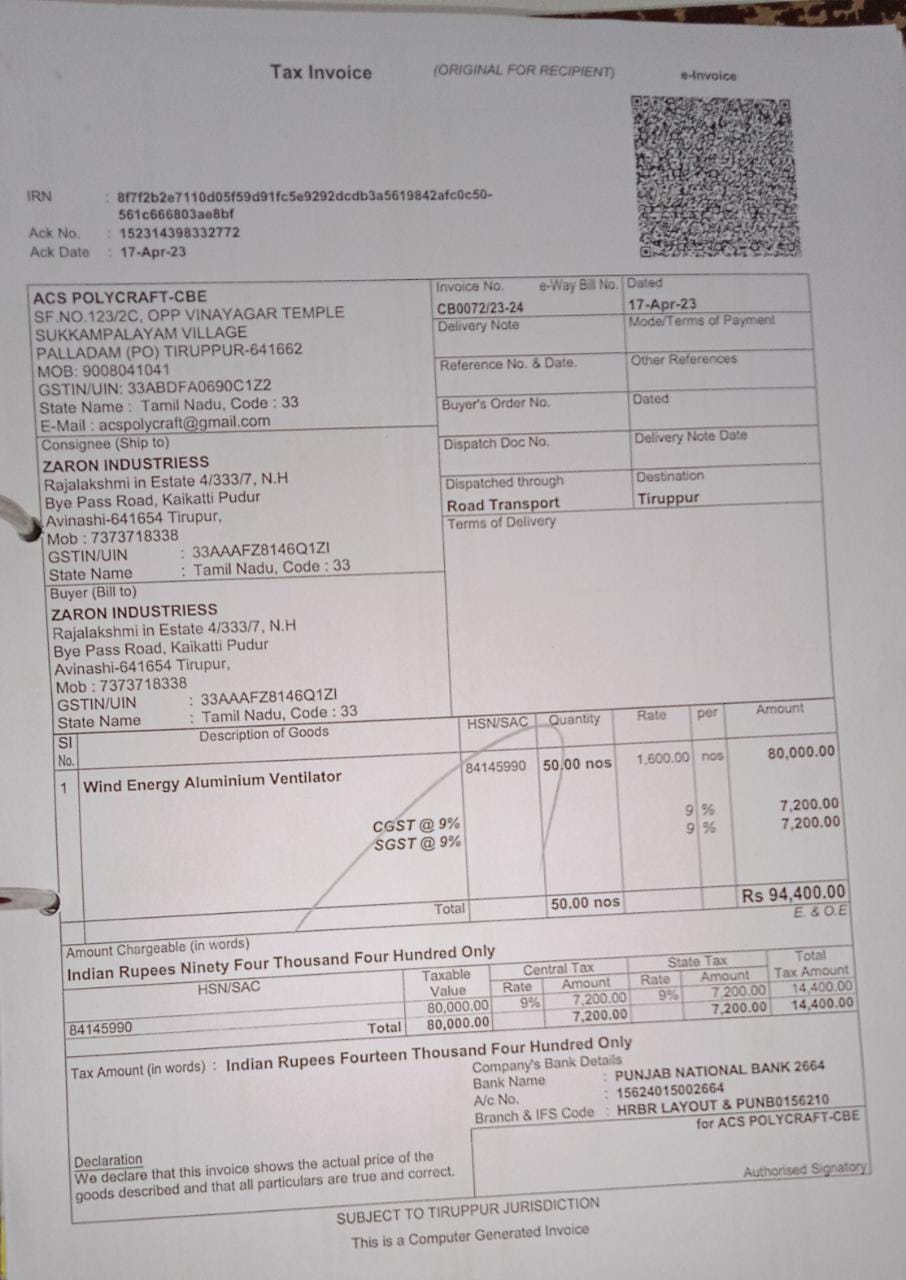 Tax Invoice (ORIGINAL FOR RECIPIENT) e-Invoice
IRN : 8f7f2b2e7110d05f59d91fc5e9292dcdb3a5619842afc0c50-
561c666803ae8bf
Ack No. : 152314398332772
Ack Date : 17-Apr-23
ACS POLYCRAFT-CBE
SF.NO.123/2C, OPP VINAYAGAR TEMPLE
SUKKAMPALAYAM VILLAGE
PALLADAM (PO) TIRUPPUR-641662
MOB: 9008041041
GSTIN/UIN: 33ABDFA0690C1Z2
State Name : Tamil Nadu, Code : 33
E-Mail : acspolycraft@gmail.com
Invoice No. e-Way Bill No. Dated
CB0072/23-24 17-Apr-23
Delivery Note Mode/Terms of Payment
Reference No. & Date. Other References
Buyer's Order No. Dated
Dispatch Doc No. Delivery Note Date
Dispatched through Destination
Road Transport Tiruppur
Terms of Delivery
Consignee (Ship to)
ZARON INDUSTRIESS
Rajalakshmi in Estate 4/333/7, N.H
Bye Pass Road, Kaikatti Pudur
Avinashi-641654 Tirupur,
Mob : 7373718338
GSTIN/UIN : 33AAAFZ8146Q1ZI
State Name : Tamil Nadu, Code : 33
Buyer (Bill to)
ZARON INDUSTRIESS
Rajalakshmi in Estate 4/333/7, N.H
Bye Pass Road, Kaikatti Pudur
Avinashi-641654 Tirupur,
Mob : 7373718338
GSTIN/UIN : 33AAAFZ8146Q1ZI
State Name : Tamil Nadu, Code : 33
SI No. Description of Goods HSN/SAC Quantity Rate per Amount
1 Wind Energy Aluminium Ventilator 84145990 50.00 nos 1,600.00 nos 80,000.00
CGST @ 9% 9 % 7,200.00
SGST @ 9% 9 % 7,200.00
Total 50.00 nos Rs 94,400.00
E. & O.E
Amount Chargeable (in words)
Indian Rupees Ninety Four Thousand Four Hundred Only
HSN/SAC Taxable Value Central Tax State Tax Total Tax Amount
Rate Amount Rate Amount
84145990 80,000.00 9% 7,200.00 9% 7,200.00 14,400.00
Total 80,000.00 7,200.00 7,200.00 14,400.00
Tax Amount (in words) : Indian Rupees Fourteen Thousand Four Hundred Only
Company's Bank Details
Bank Name : PUNJAB NATIONAL BANK 2664
A/c No. : 15624015002664
Branch & IFS Code : HRBR LAYOUT & PUNB0156210
for ACS POLYCRAFT-CBE
Declaration
We declare that this invoice shows the actual price of the
goods described and that all particulars are true and correct.
Authorised Signatory
SUBJECT TO TIRUPPUR JURISDICTION
This is a Computer Generated Invoice